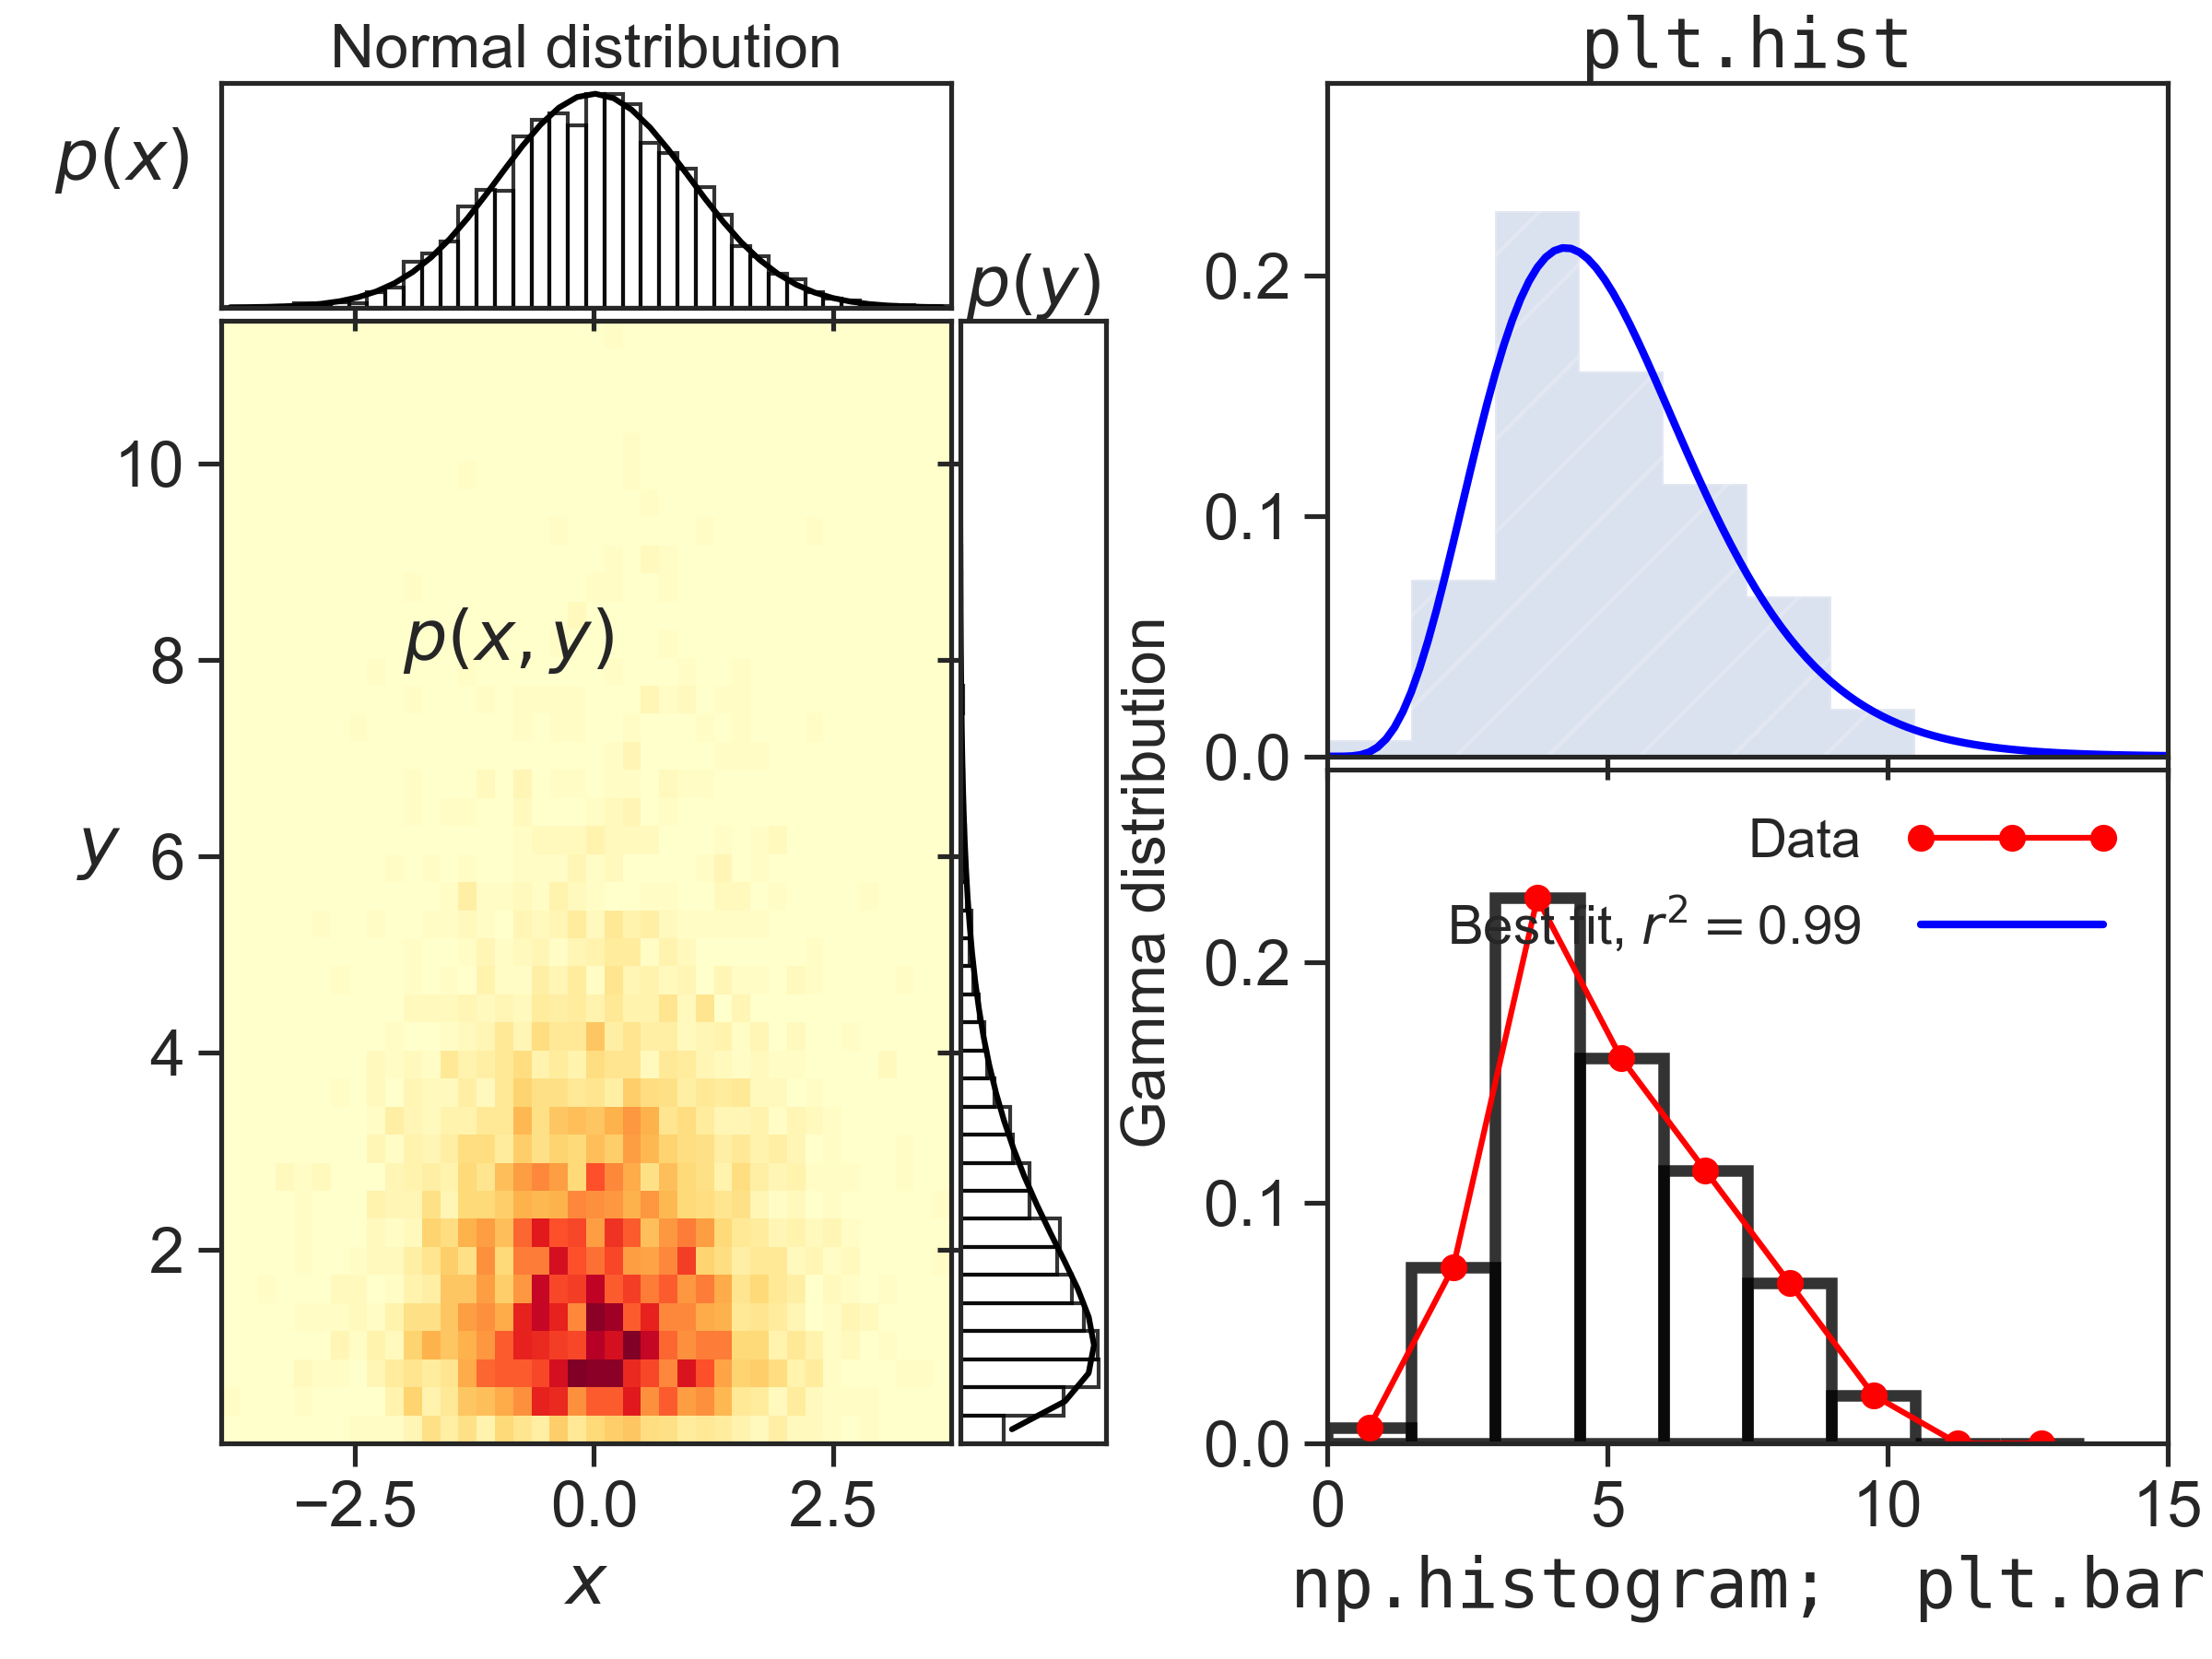 Normal distribution
p(x)
p(y)
10
8
6
4
2
y
p(x, y)
Gamma distribution
−2.5 0.0 2.5
x
plt.hist
0.2
0.1
0.0
Data
Best fit, r² = 0.99
0.2
0.1
0.0
0 5 10 15
np.histogram; plt.bar